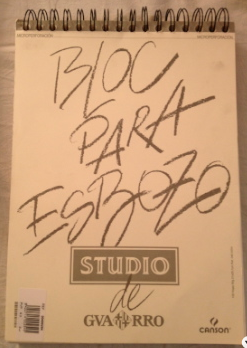 BLOC
PARA
ESBOZO
STUDIO
de
GVARRO
CANSON